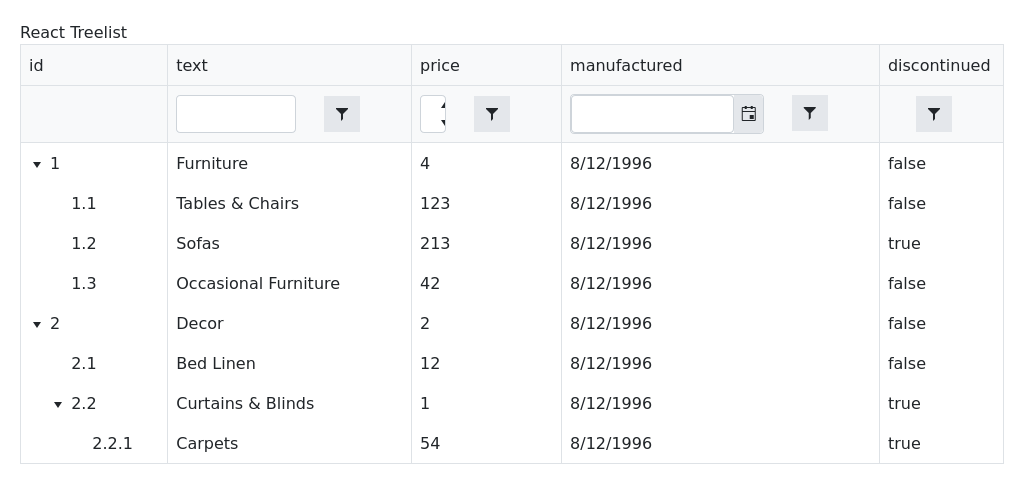 React Treelist
id text price manufactured discontinued
1 Furniture 4 8/12/1996 false
1.1 Tables & Chairs 123 8/12/1996 false
1.2 Sofas 213 8/12/1996 true
1.3 Occasional Furniture 42 8/12/1996 false
2 Decor 2 8/12/1996 false
2.1 Bed Linen 12 8/12/1996 false
2.2 Curtains & Blinds 1 8/12/1996 true
2.2.1 Carpets 54 8/12/1996 true